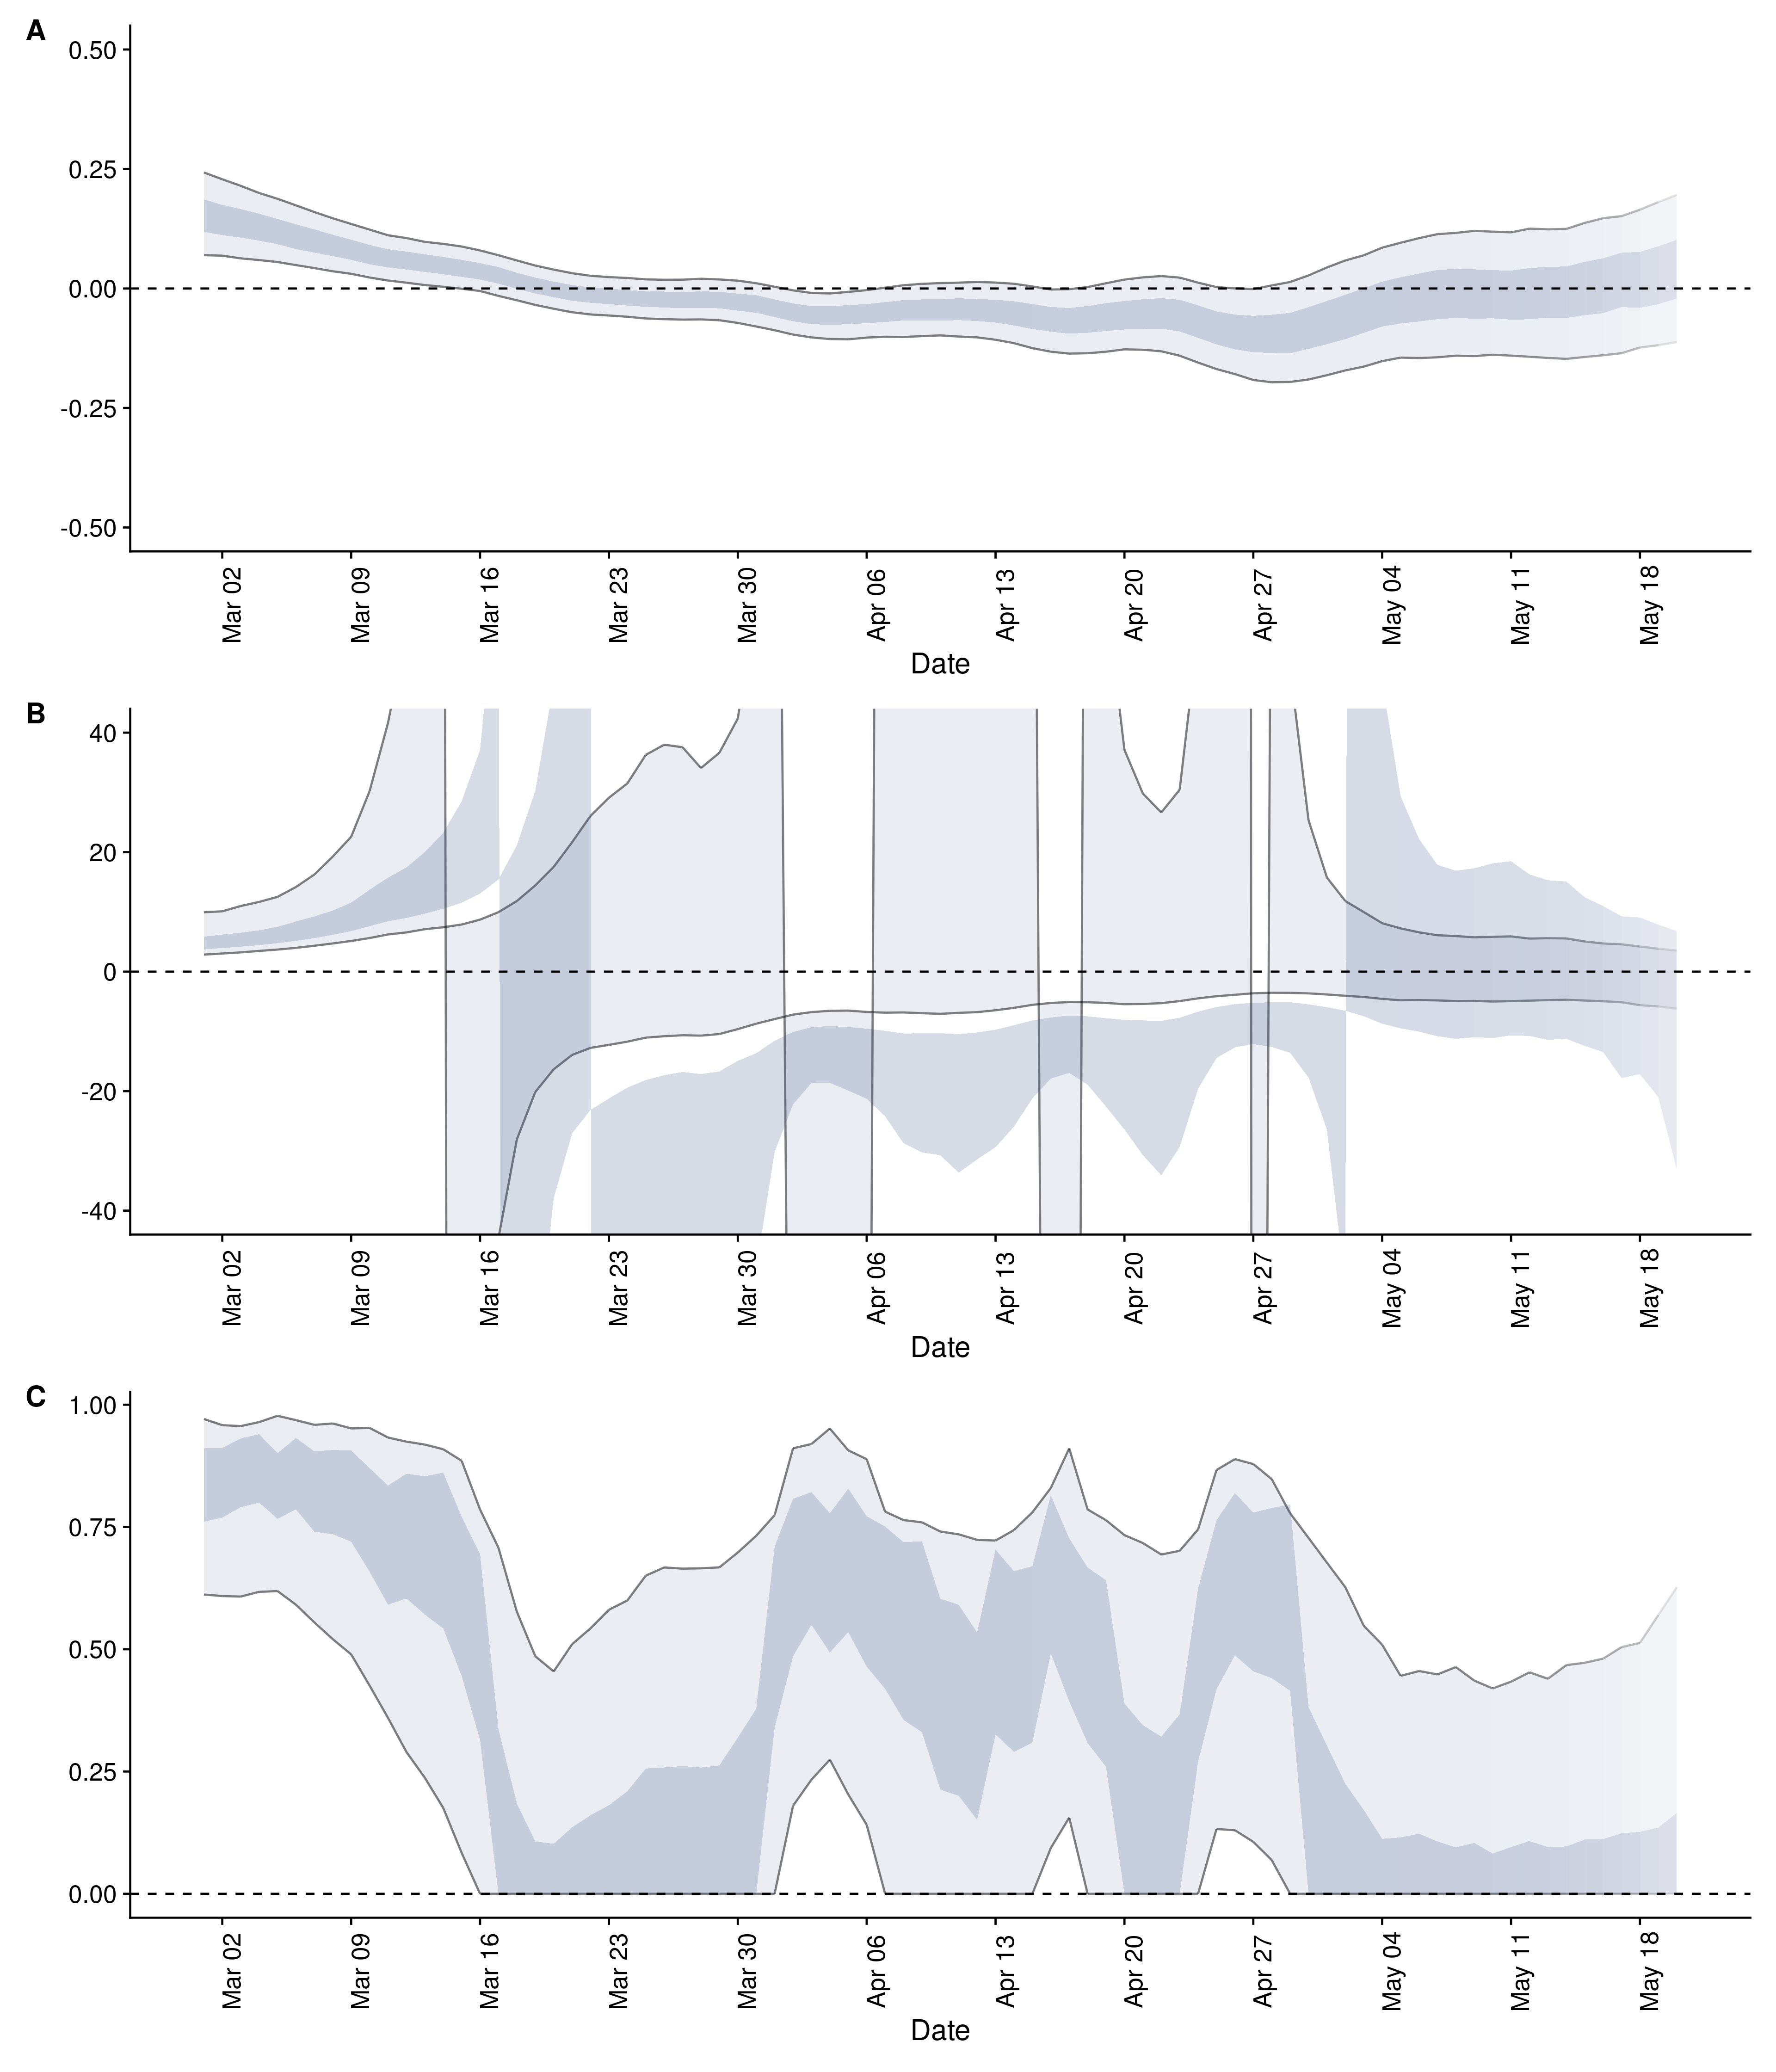 A
0.50
0.25
0.00
-0.25
-0.50
Mar 02
Mar 09
Mar 16
Mar 23
Mar 30
Apr 06
Apr 13
Apr 20
Apr 27
May 04
May 11
May 18
Date
B
40
20
0
-20
-40
Mar 02
Mar 09
Mar 16
Mar 23
Mar 30
Apr 06
Apr 13
Apr 20
Apr 27
May 04
May 11
May 18
Date
C
1.00
0.75
0.50
0.25
0.00
Mar 02
Mar 09
Mar 16
Mar 23
Mar 30
Apr 06
Apr 13
Apr 20
Apr 27
May 04
May 11
May 18
Date